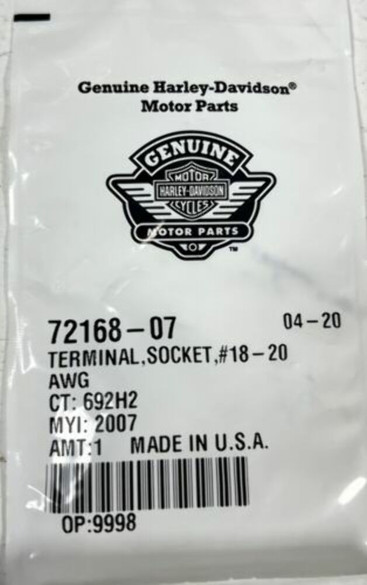 Genuine Harley-Davidson®
Motor Parts
GENUINE
MOTOR
HARLEY-DAVIDSON
CYCLES
MOTOR PARTS
TM
72168-07 04-20
TERMINAL,SOCKET,#18-20
AWG
CT: 692H2
MYI: 2007
AMT:1 MADE IN U.S.A.
OP:9998